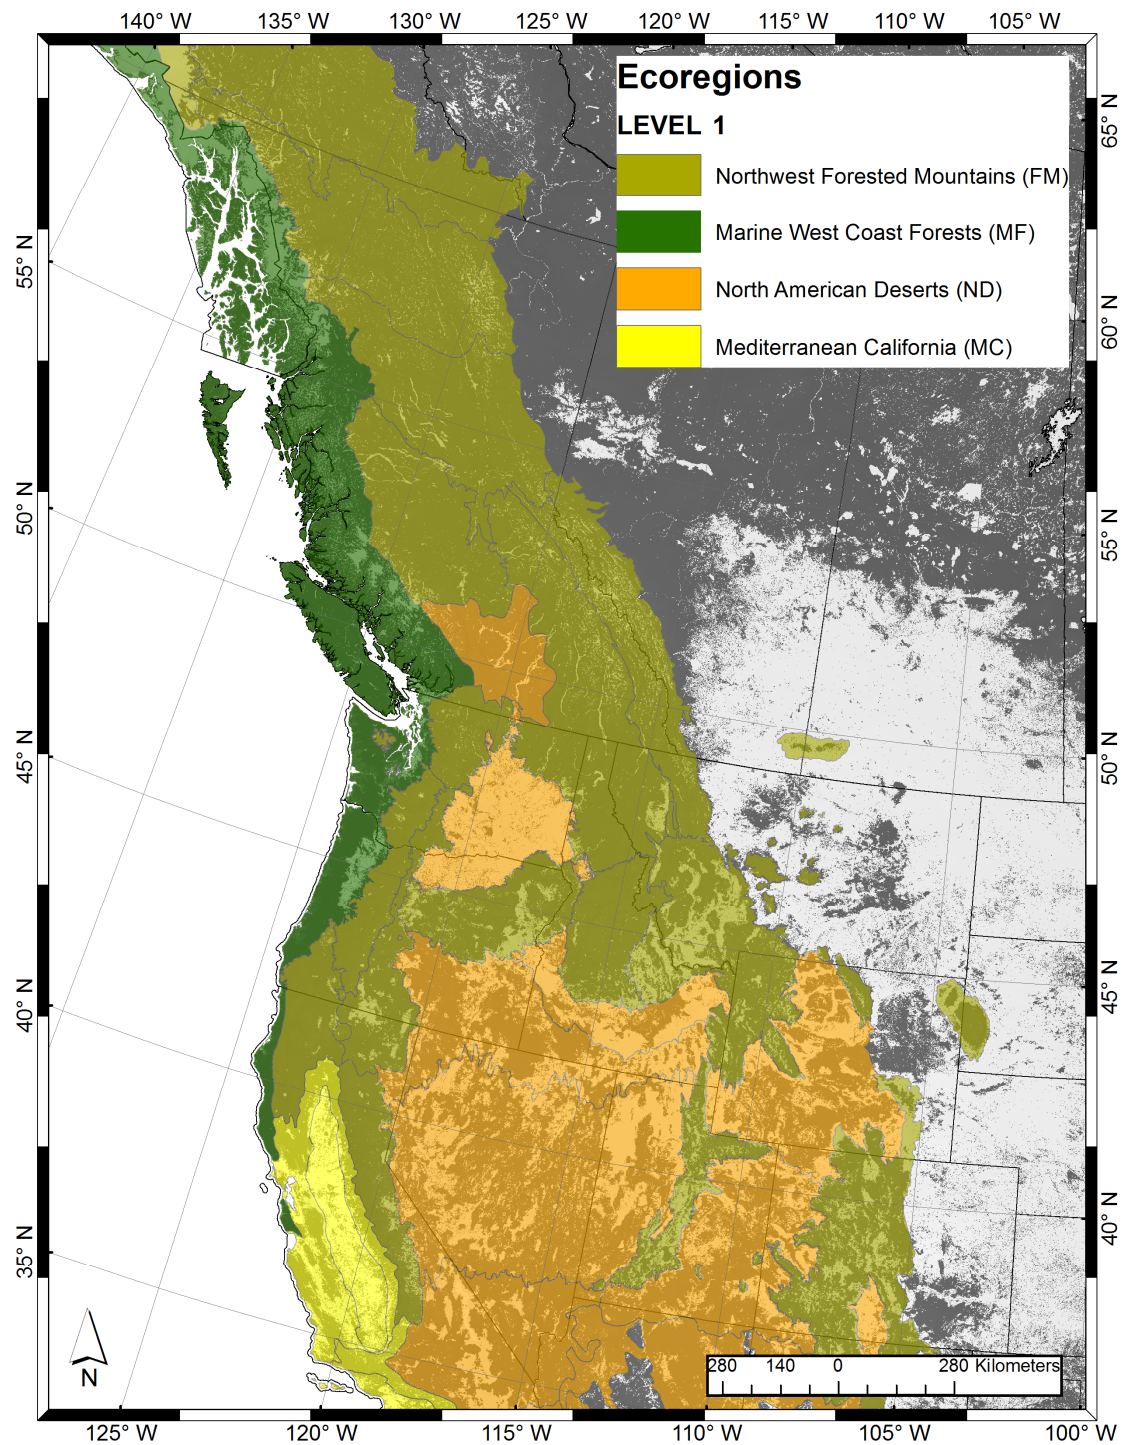 140° W 135° W 130° W 125° W 120° W 115° W 110° W 105° W
Ecoregions
LEVEL 1
Northwest Forested Mountains (FM)
Marine West Coast Forests (MF)
North American Deserts (ND)
Mediterranean California (MC)
55° N
50° N
45° N
40° N
35° N
65° N
60° N
55° N
50° N
45° N
40° N
N
280 140 0 280 Kilometers
125° W 120° W 115° W 110° W 105° W 100° W